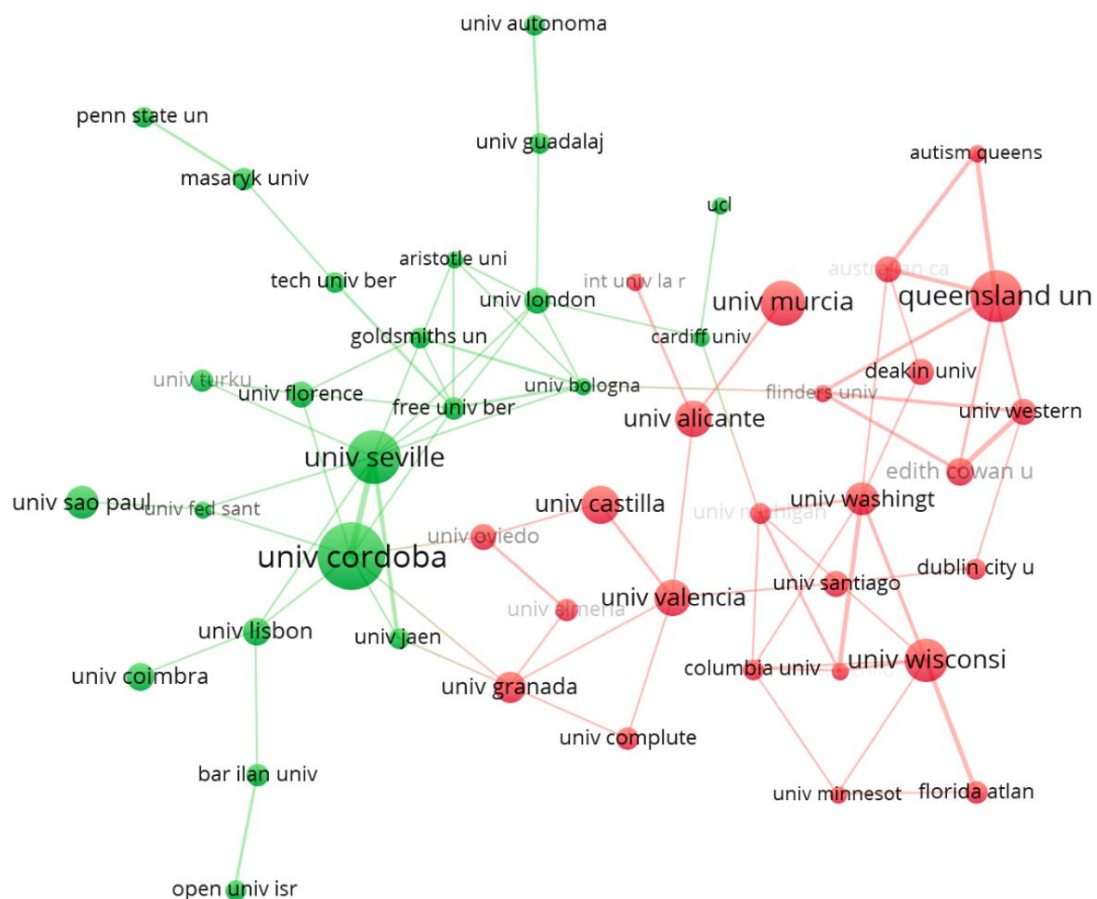 univ autonoma
penn state un
univ guadalaj
autism queens
masaryk univ
ucl
aristotle uni
australian ca
tech univ ber
int univ la r
univ london
univ murcia
queensland un
goldsmiths un
cardiff univ
deakin univ
univ turku
univ florence
univ bologna
flinders univ
free univ ber
univ alicante
univ western
univ seville
edith cowan u
univ sao paul
univ fed sant
univ castilla
univ michigan
univ washingt
univ oviedo
univ cordoba
dublin city u
univ santiago
univ valencia
univ almeria
univ lisbon
univ jaen
univ wisconsi
columbia univ
univ coimbra
univ granada
univ complute
bar ilan univ
univ minnesot
florida atlan
open univ isr